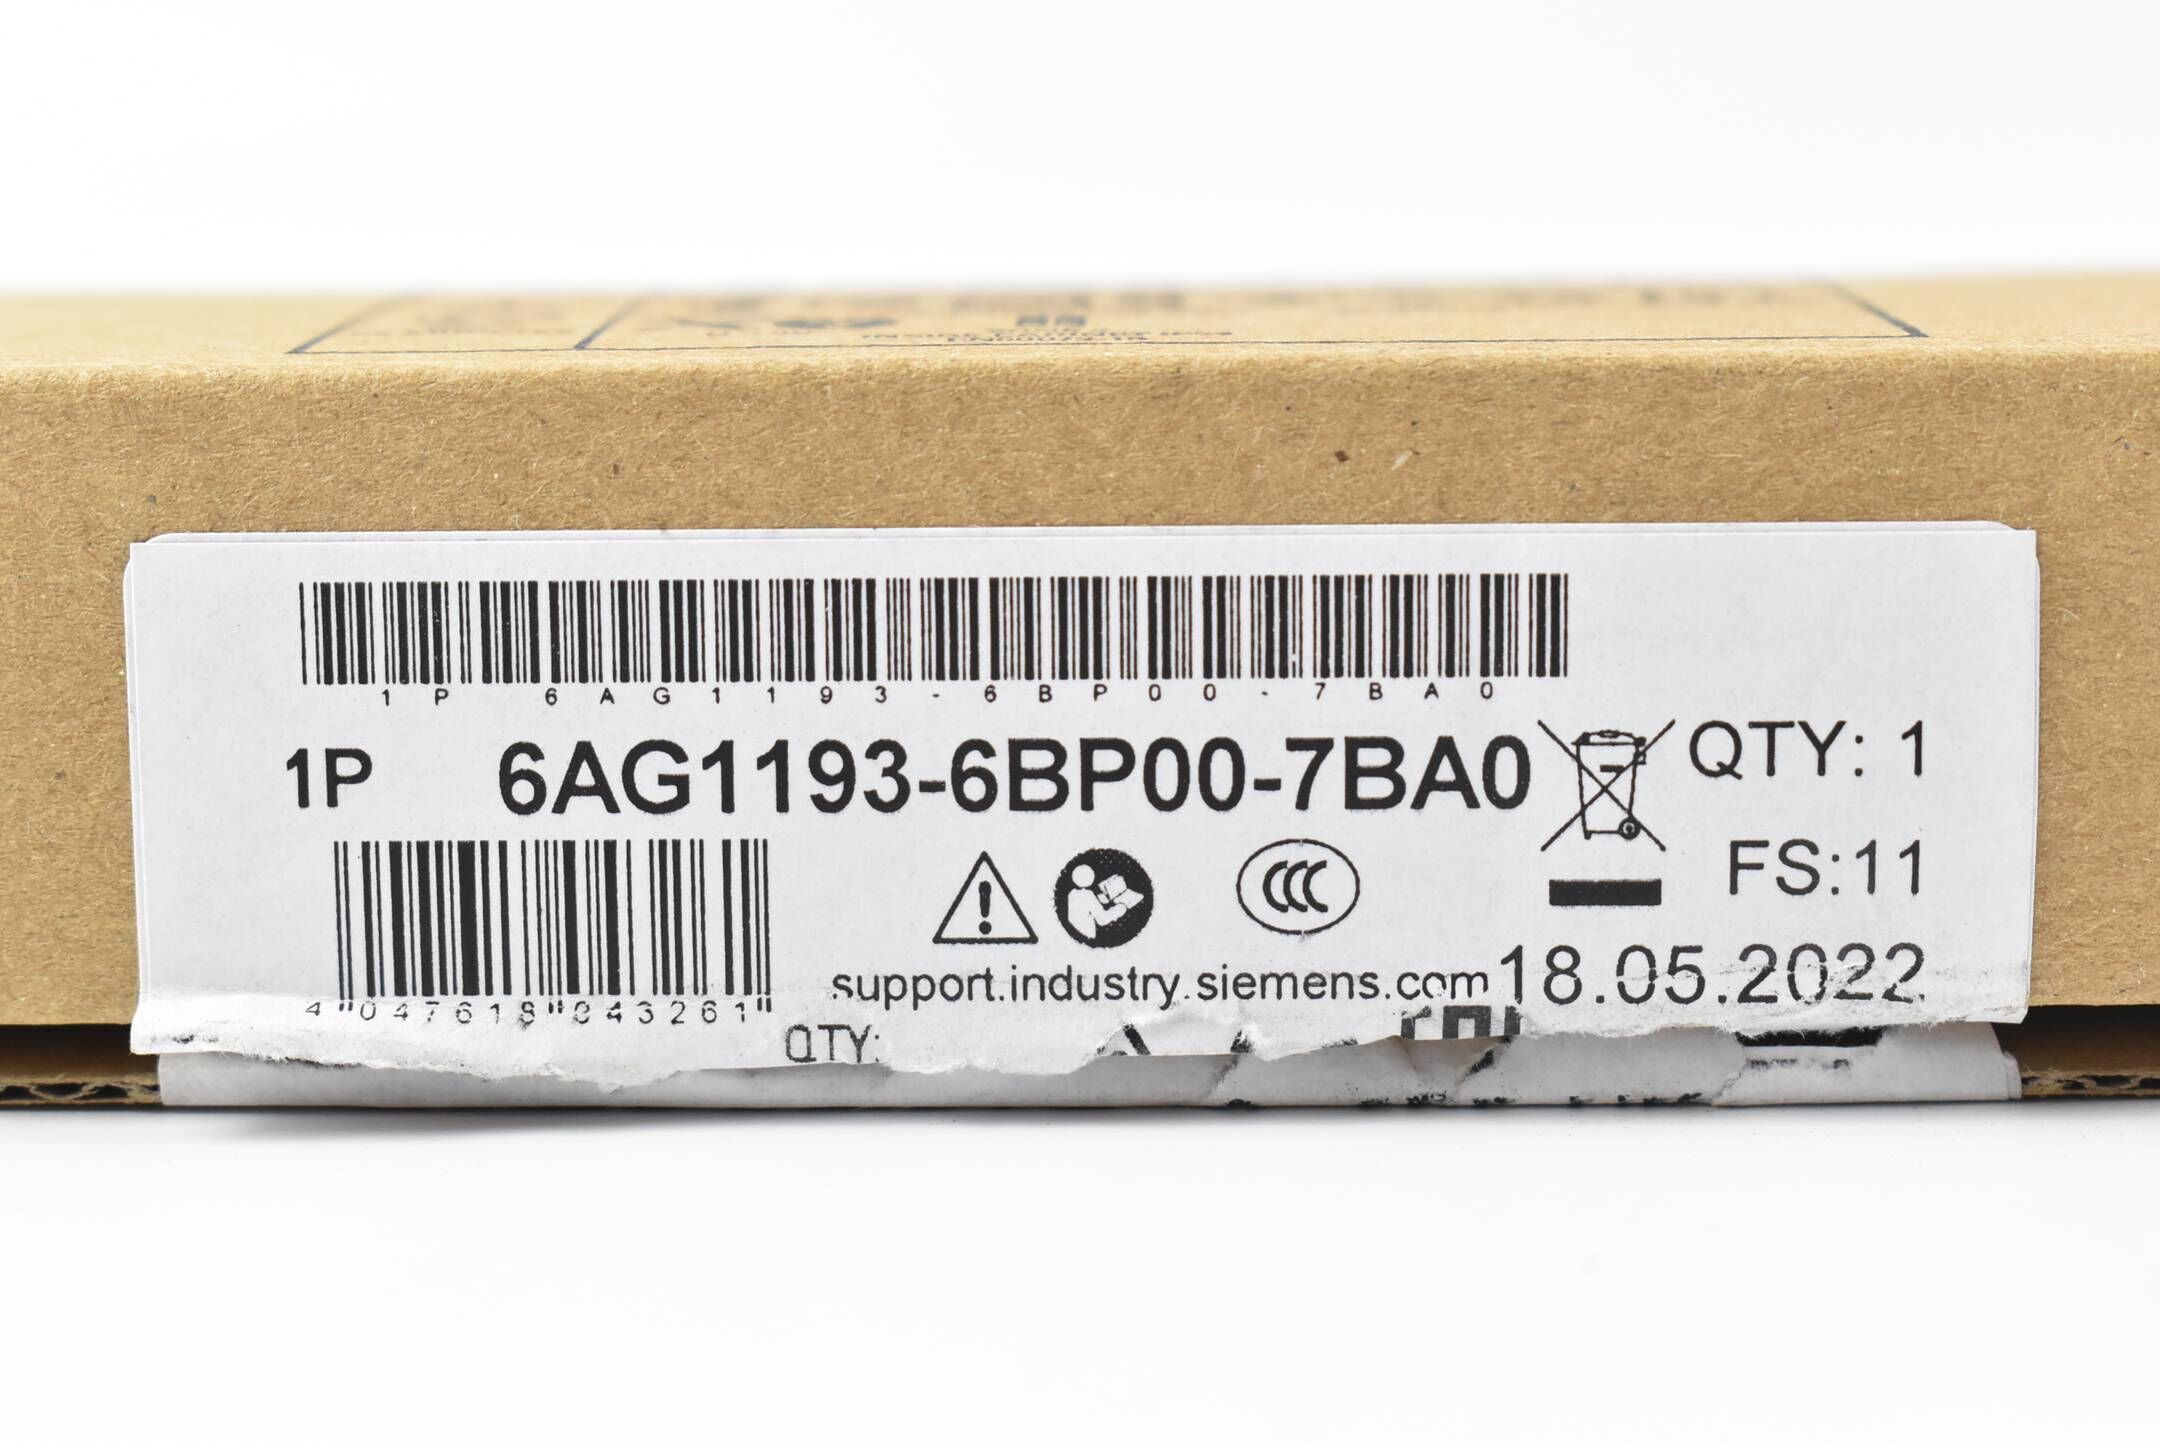 1P 6AG1193-6BP00-7BA0
1P 6AG1193-6BP00-7BA0
QTY: 1
FS:11
support.industry.siemens.com
18.05.2022
4 047618 043261
QTY: